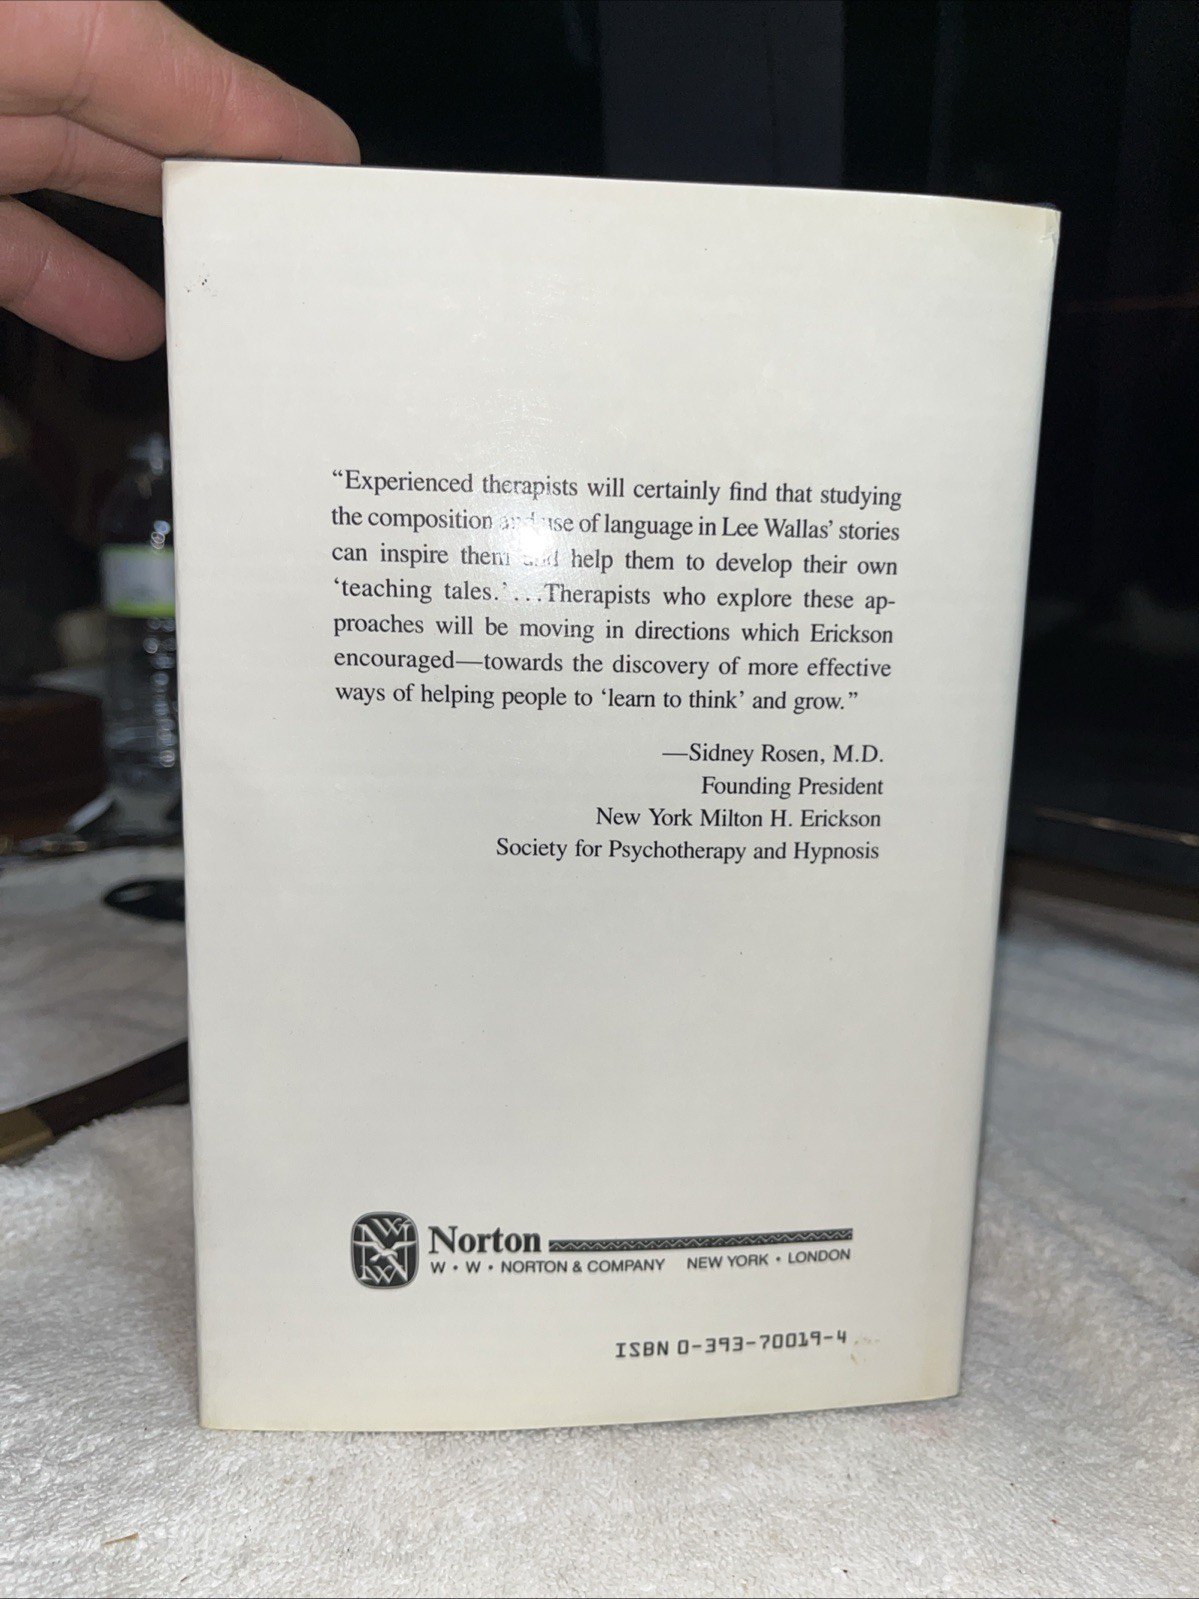 “Experienced therapists will certainly find that studying
the composition and use of language in Lee Wallas’ stories
can inspire them and help them to develop their own
‘teaching tales.’...Therapists who explore these ap-
proaches will be moving in directions which Erickson
encouraged—towards the discovery of more effective
ways of helping people to ‘learn to think’ and grow.”
—Sidney Rosen, M.D.
Founding President
New York Milton H. Erickson
Society for Psychotherapy and Hypnosis
Norton
W • W • NORTON & COMPANY NEW YORK • LONDON
ISBN 0-393-70019-4